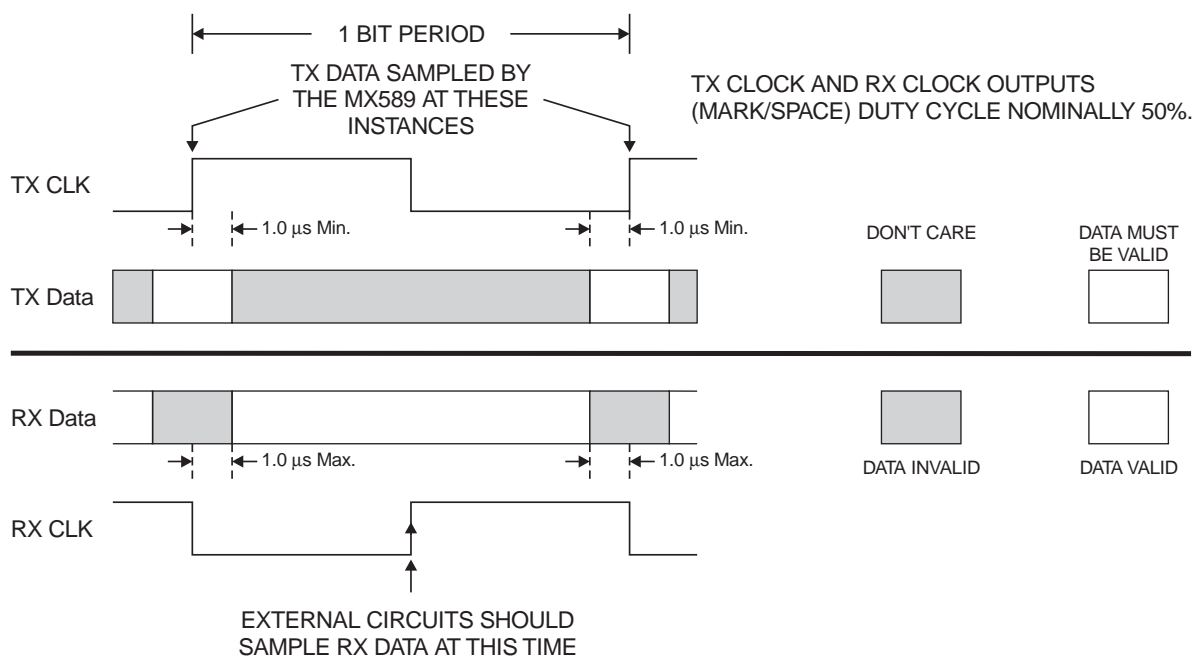 1 BIT PERIOD
TX DATA SAMPLED BY
THE MX589 AT THESE
INSTANCES
TX CLOCK AND RX CLOCK OUTPUTS
(MARK/SPACE) DUTY CYCLE NOMINALLY 50%.
TX CLK
1.0 μs Min.
1.0 μs Min.
DON'T CARE
DATA MUST
BE VALID
TX Data
RX Data
1.0 μs Max.
1.0 μs Max.
DATA INVALID
DATA VALID
RX CLK
EXTERNAL CIRCUITS SHOULD
SAMPLE RX DATA AT THIS TIME